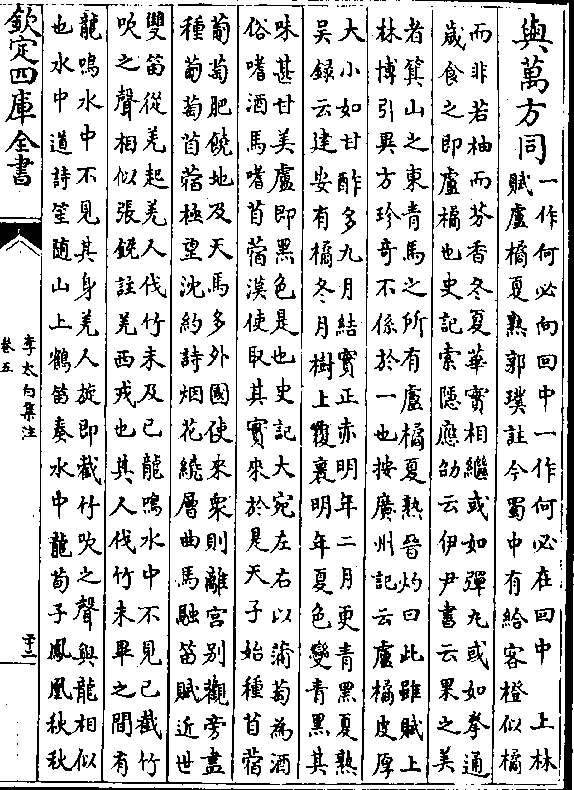 與萬方同
一作何必向回中一作何必在回中　上林
賦盧橘夏熟郭璞註今蜀中有給客橙似橘
而非若柚而芬香冬夏華實相繼或如彈丸或如拳通
歲食之即盧橘也史記索隱應劭云伊尹書云果之美
者箕山之東青馬之所有盧橘夏熟晉灼曰此雖賦上
林博引異方珍奇不係於一也按廣州記云盧橘皮厚
大小如甘酢多九月結實正赤明年二月更青黑夏熟
吳録云建安有橘冬月樹上覆裹明年夏色變青黑其
味甚甘美盧即黑色是也史記大宛左右以蒲萄為酒
俗嗜酒馬嗜苜蓿漢使取其實來於是天子始種苜蓿
葡萄肥饒地及天馬多外國使來衆則離宮别觀旁盡
種葡萄苜蓿極望沈約詩烟花繞層曲馬融笛賦近世
雙笛從羌起羌人伐竹未及已龍鳴水中不見已截竹
吹之聲相似張銑註羌西戎也其人伐竹未畢之間有
龍鳴水中不見其身羌人旋即截竹吹之聲與龍相似
也水中道詩笙隨山上鶴笛奏水中龍荀子鳳凰秋秋
欽定四庫全書
李太白集注
卷五